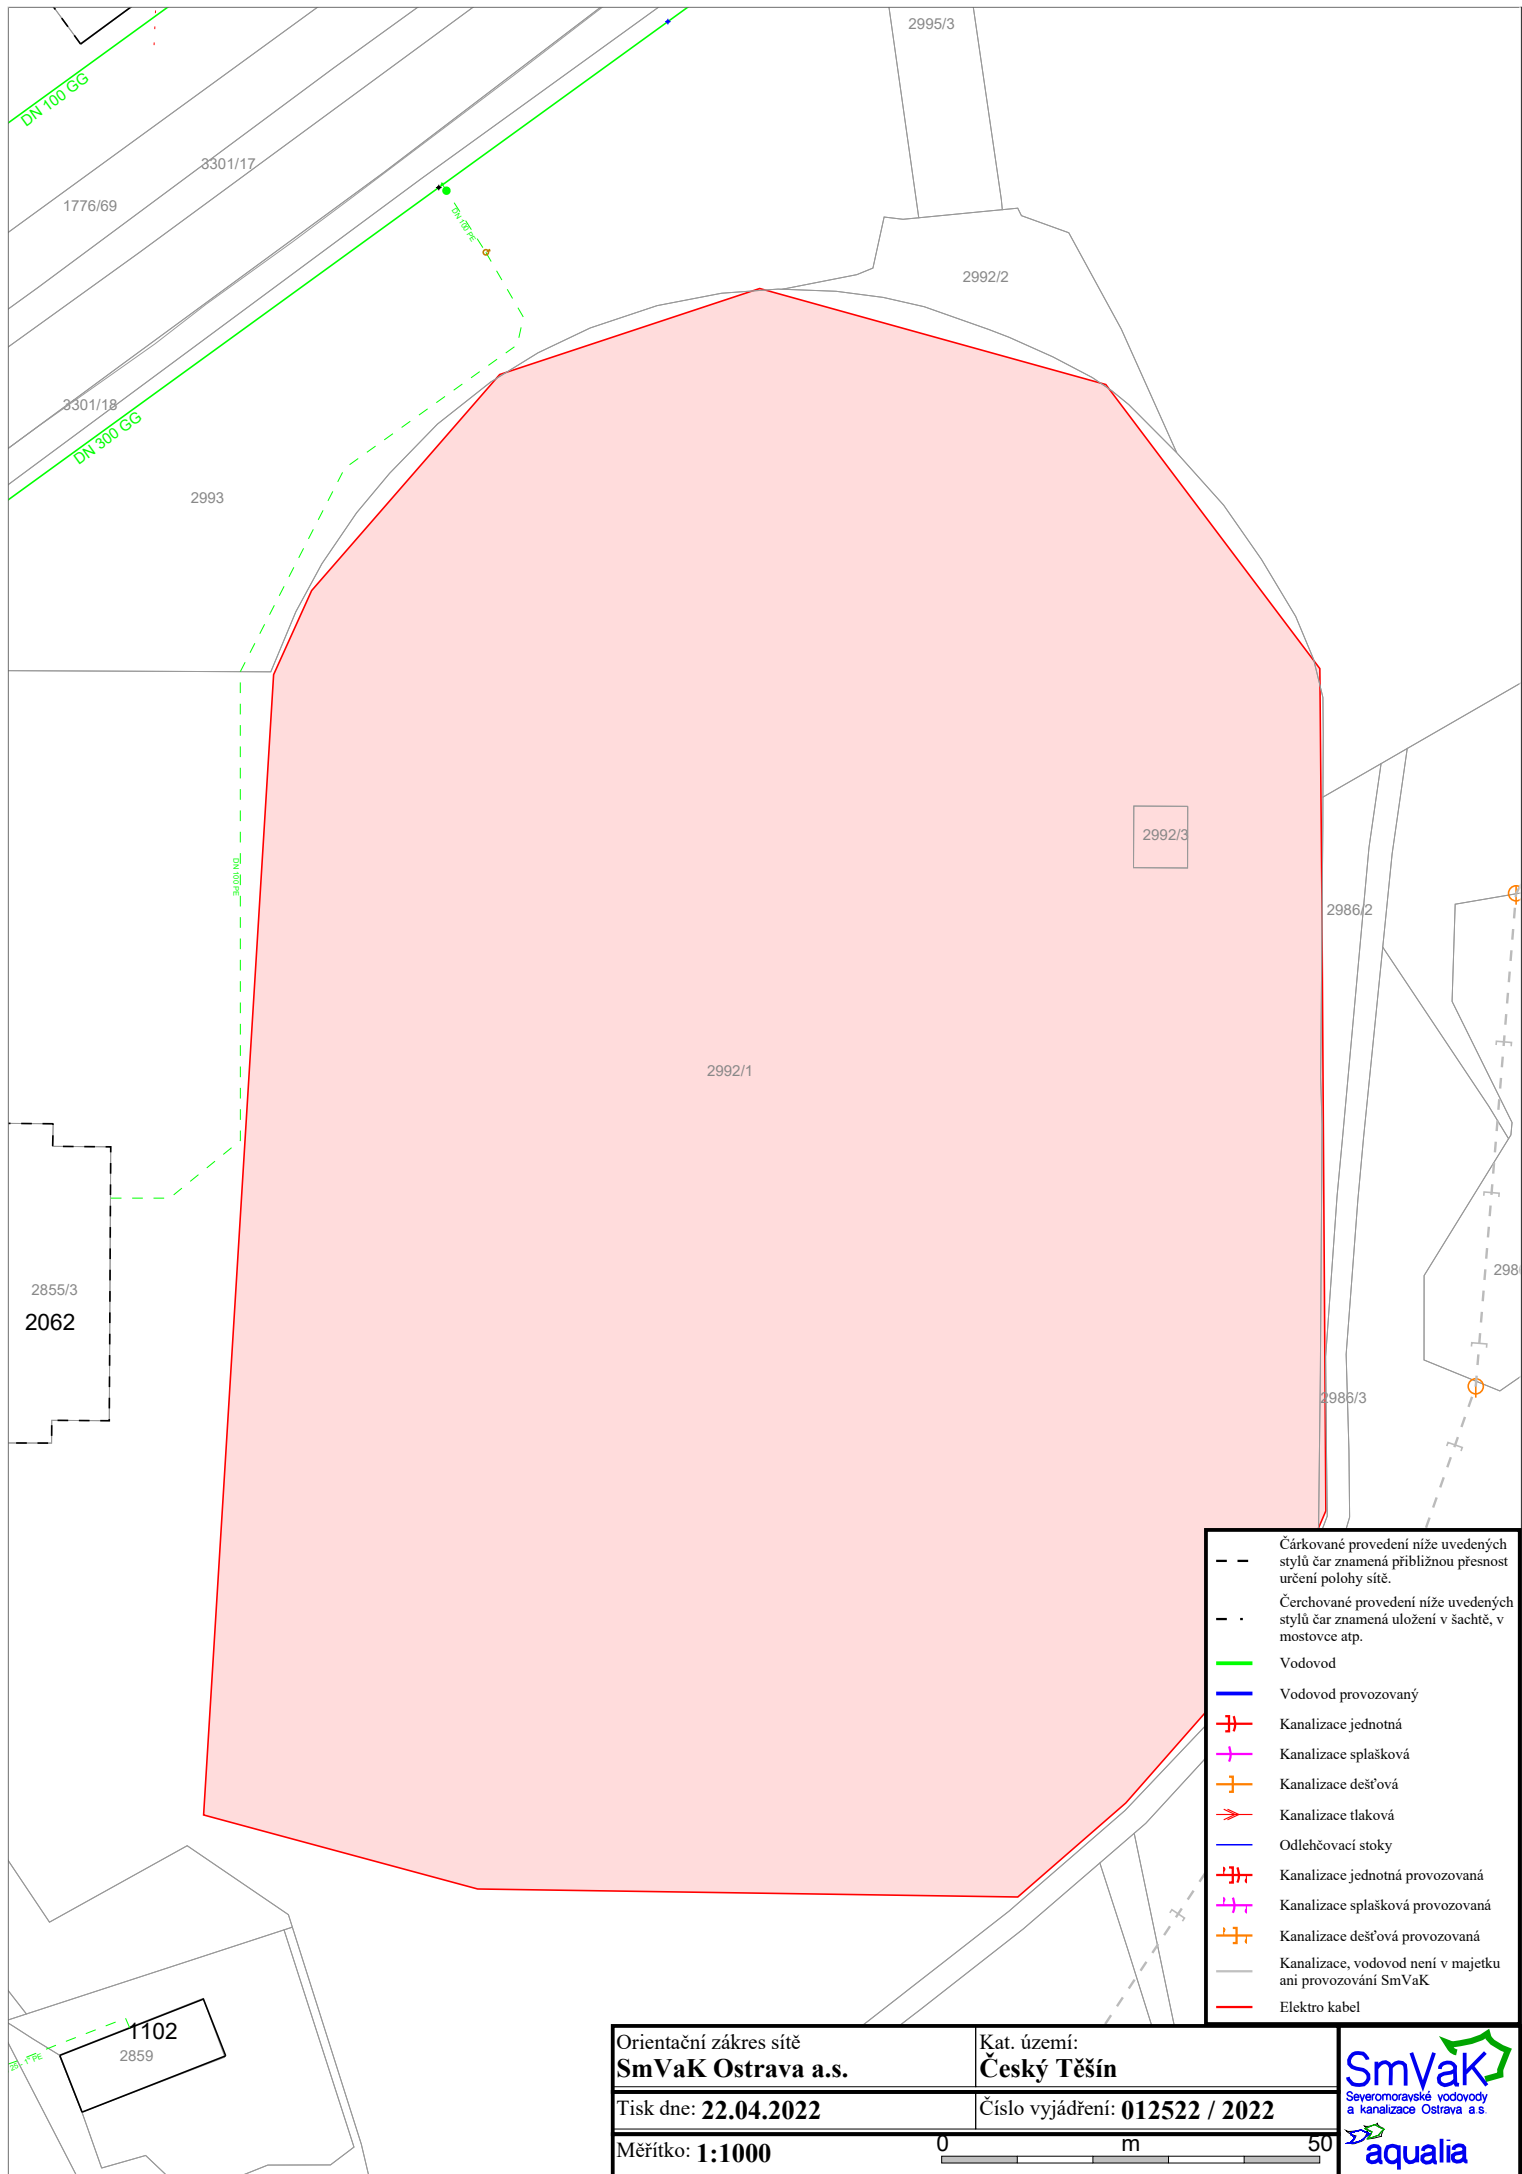 2995/3
DN 100 GG
3301/17
1776/69
DN 100 PE
2992/2
3301/18
DN 300 GG
2993
2992/3
DN 100 PE
2986/2
2992/1
298
2855/3
2062
2986/3
Čárkované provedení níže uvedených
stylů čar znamená přibližnou přesnost
určení polohy sítě.
Čerchované provedení níže uvedených
stylů čar znamená uložení v šachtě, v
mostovce atp.
Vodovod
Vodovod provozovaný
Kanalizace jednotná
Kanalizace splašková
Kanalizace dešťová
Kanalizace tlaková
Odlehčovací stoky
Kanalizace jednotná provozovaná
Kanalizace splašková provozovaná
Kanalizace dešťová provozovaná
Kanalizace, vodovod není v majetku
ani provozování SmVaK
Elektro kabel
1102
2859
Orientační zákres sítě
SmVaK Ostrava a.s.
Kat. území:
Český Těšín
Tisk dne: 22.04.2022
Číslo vyjádření: 012522 / 2022
Měřítko: 1:1000
0 m 50
SmVaK
Severomoravské vodovody
a kanalizace Ostrava a.s.
aqualia